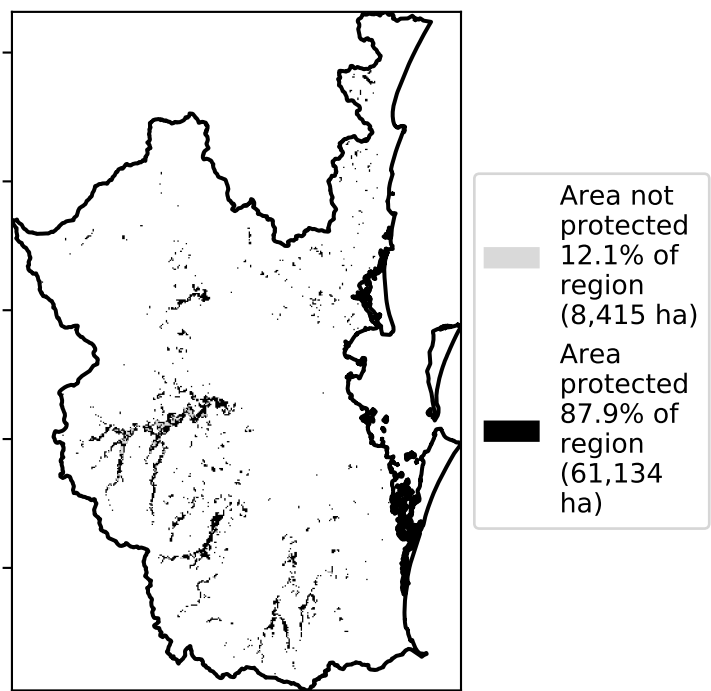 Area not
protected
12.1% of
region
(8,415 ha)
Area
protected
87.9% of
region
(61,134
ha)